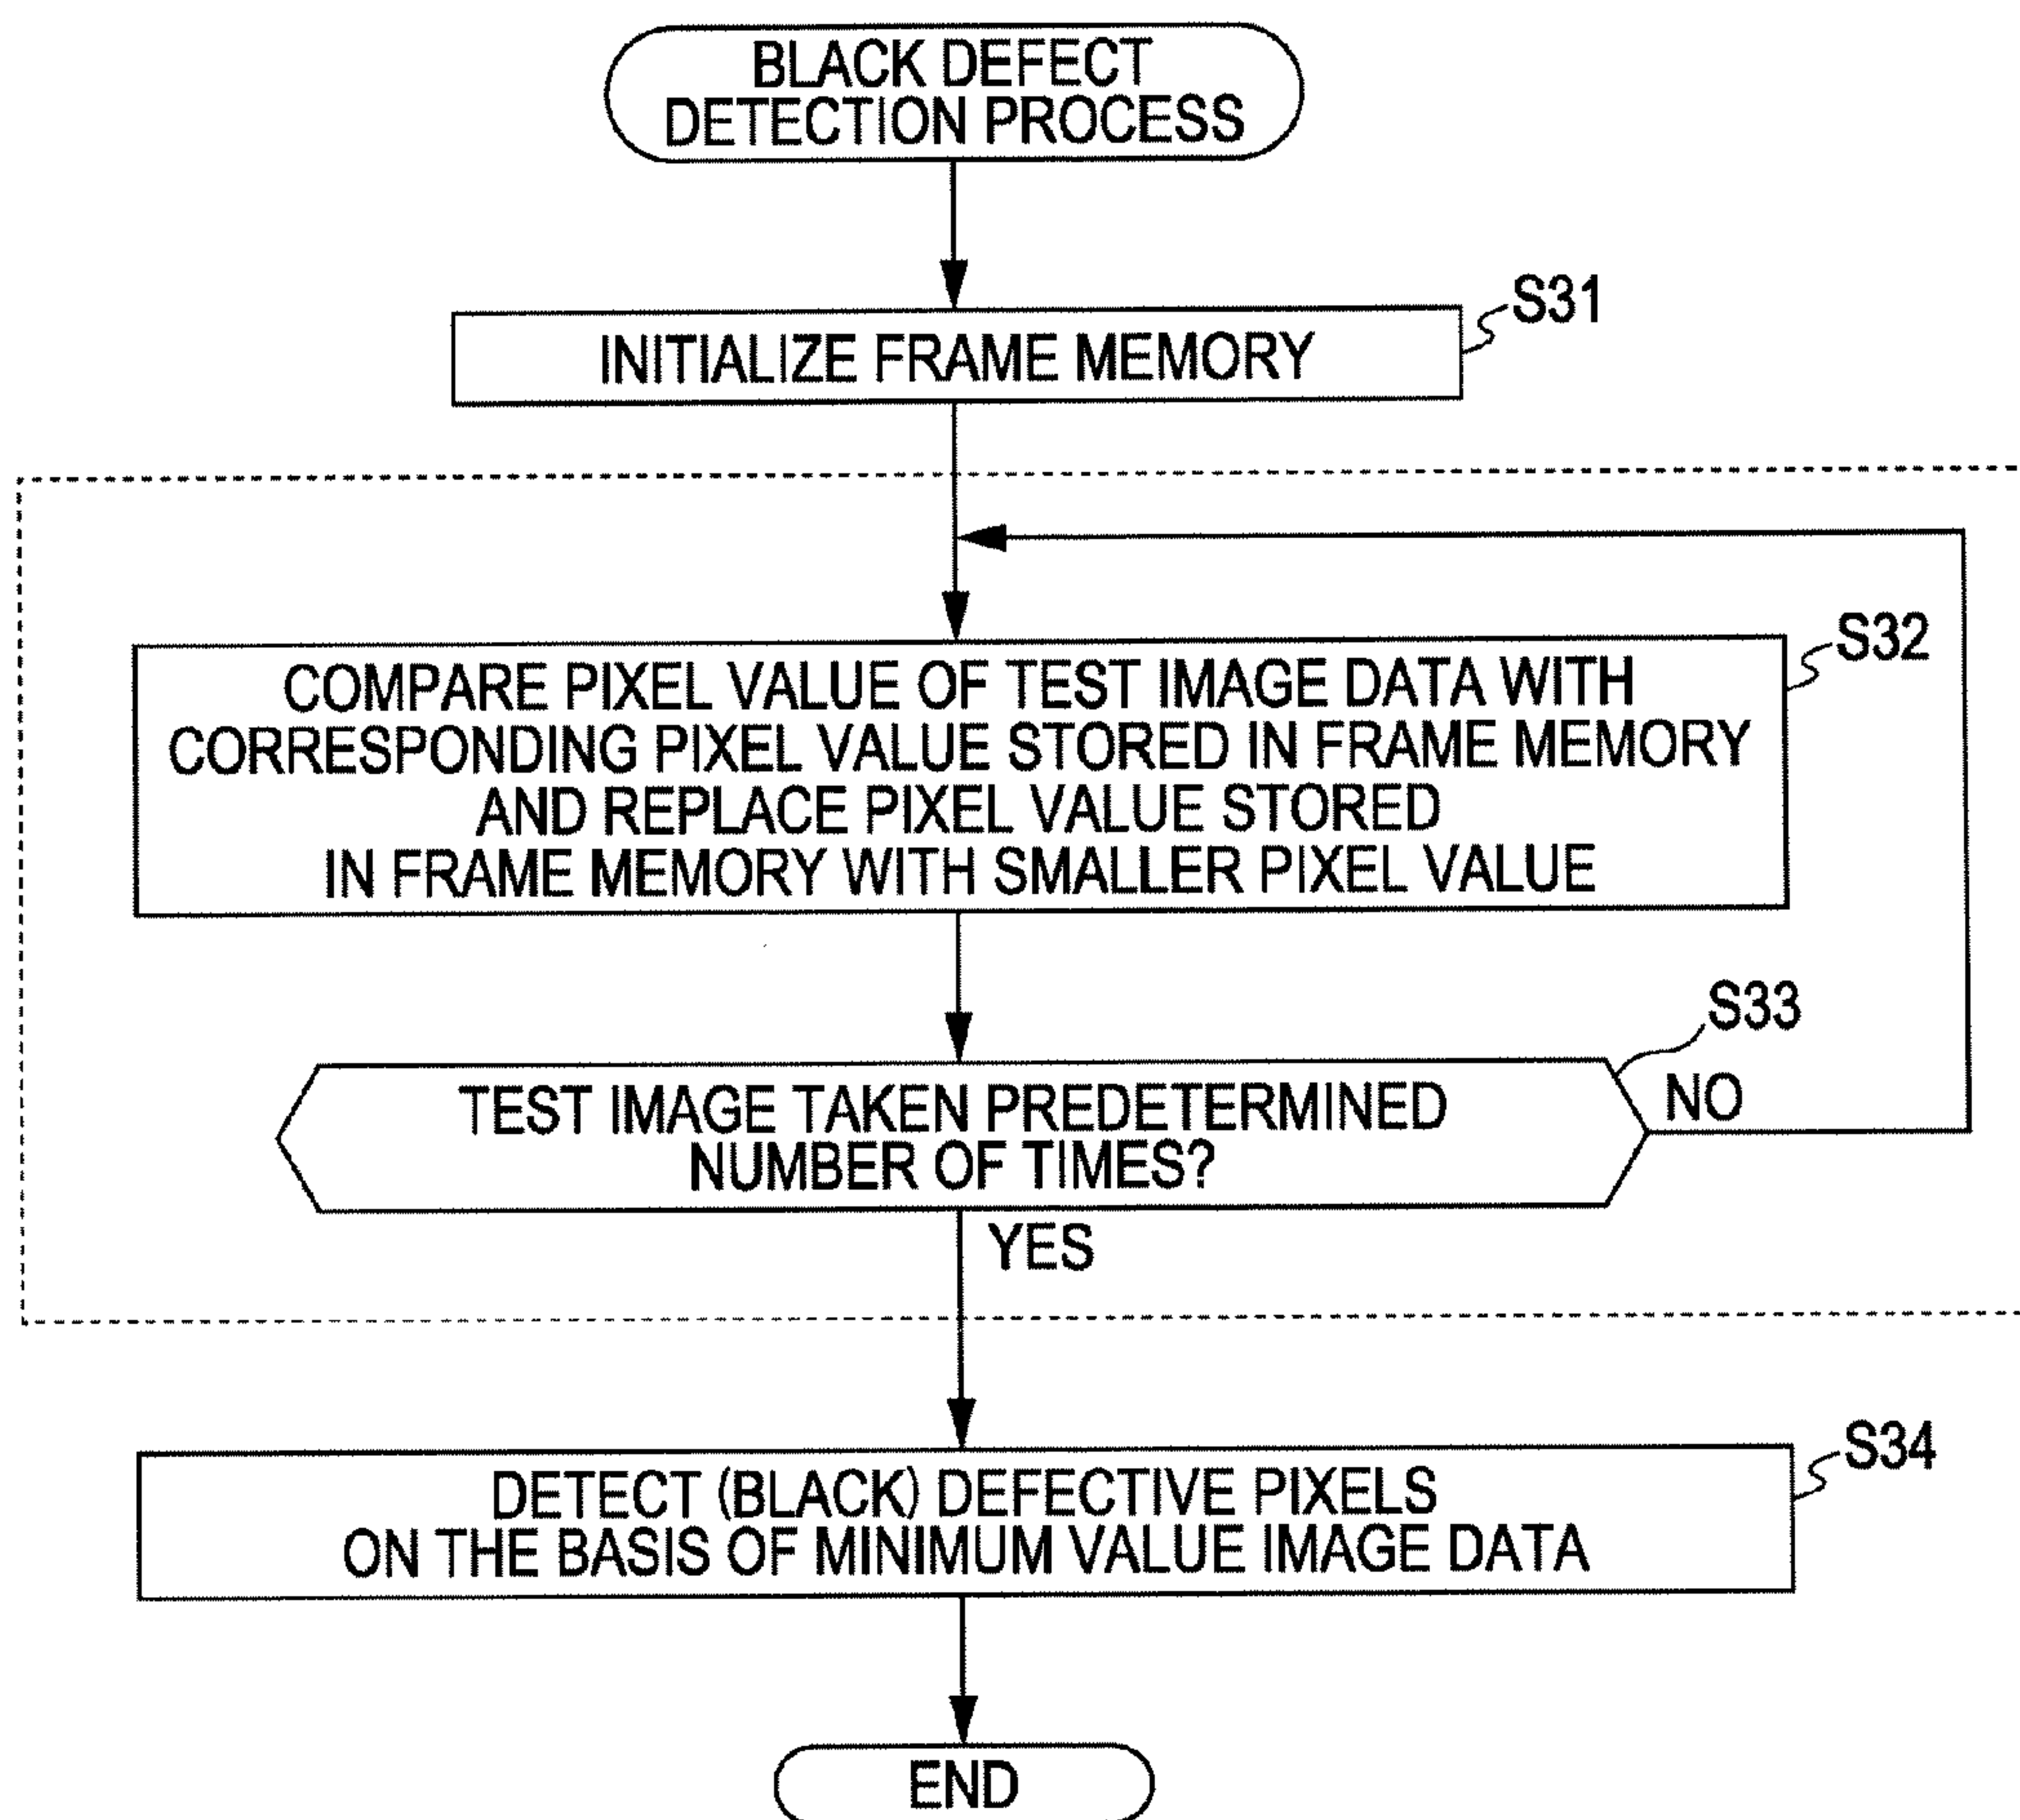 BLACK DEFECT
DETECTION PROCESS
S31
INITIALIZE FRAME MEMORY
S32
COMPARE PIXEL VALUE OF TEST IMAGE DATA WITH
CORRESPONDING PIXEL VALUE STORED IN FRAME MEMORY
AND REPLACE PIXEL VALUE STORED
IN FRAME MEMORY WITH SMALLER PIXEL VALUE
S33
TEST IMAGE TAKEN PREDETERMINED
NUMBER OF TIMES?
NO
YES
S34
DETECT (BLACK) DEFECTIVE PIXELS
ON THE BASIS OF MINIMUM VALUE IMAGE DATA
END